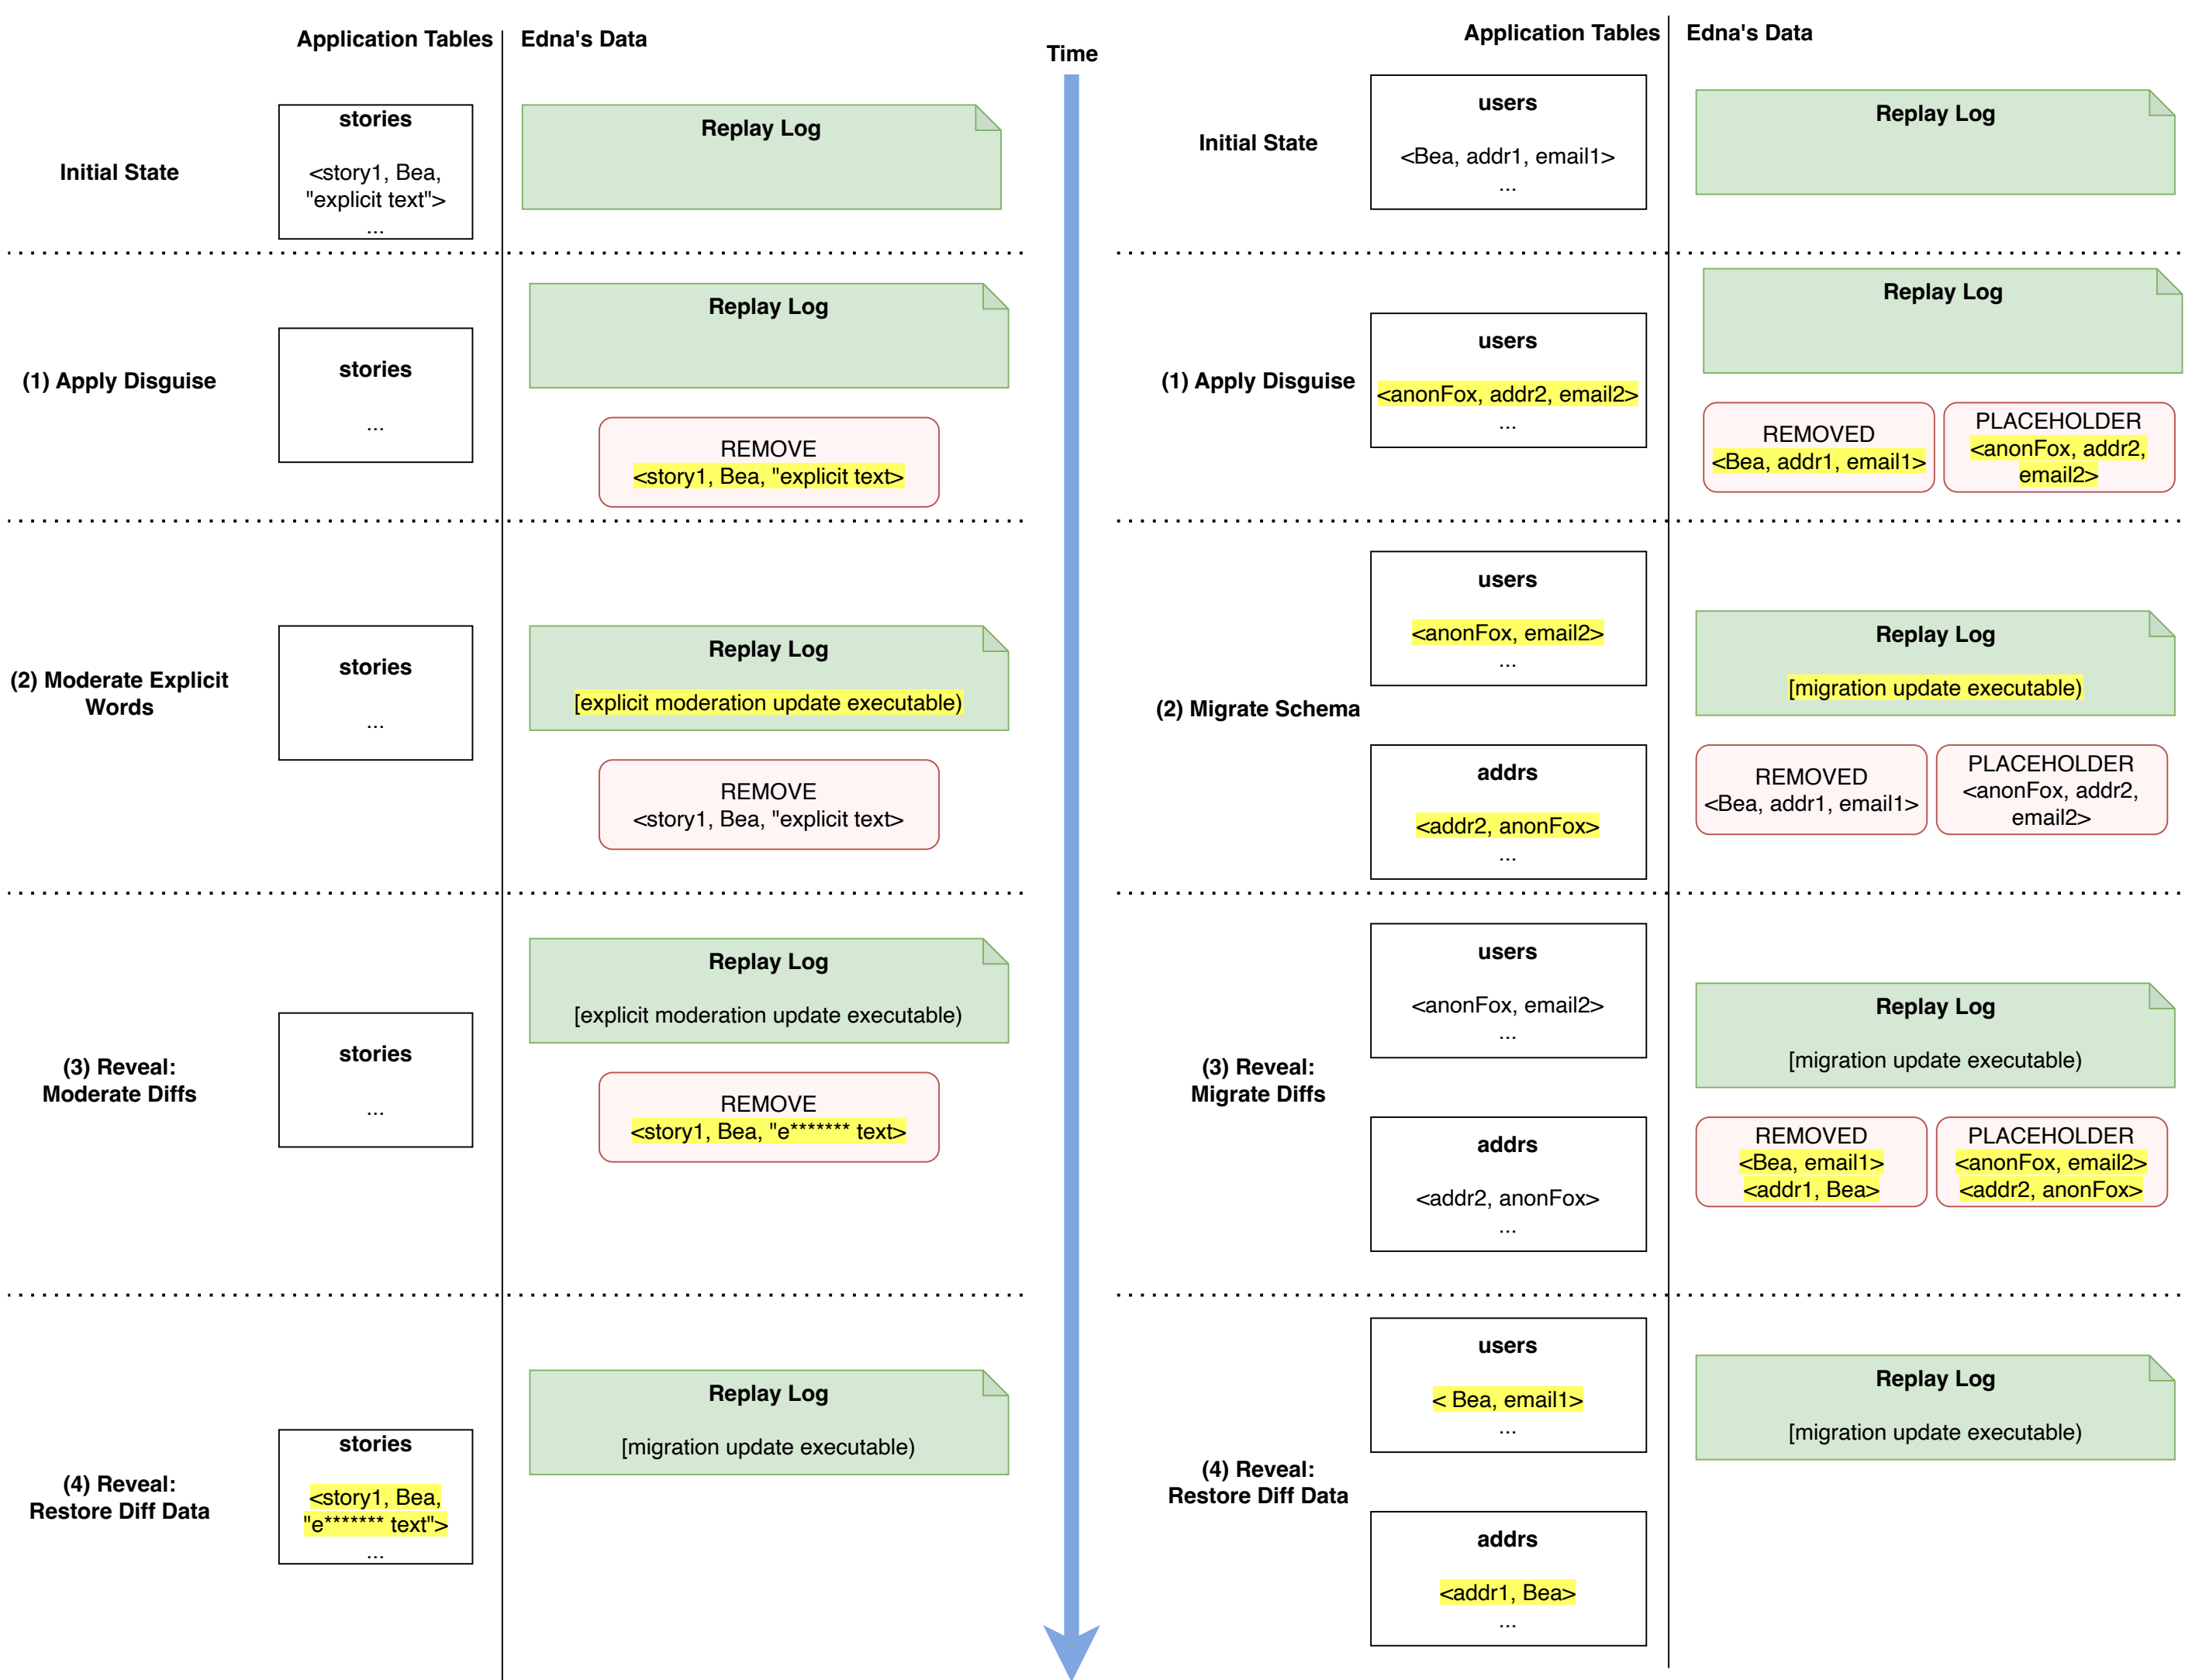 Application Tables
Edna's Data
Initial State
stories
<story1, Bea,
"explicit text">
...
Replay Log
(1) Apply Disguise
stories
...
Replay Log
REMOVE
<story1, Bea, "explicit text>
(2) Moderate Explicit
Words
stories
...
Replay Log
[explicit moderation update executable)
REMOVE
<story1, Bea, "explicit text>
(3) Reveal:
Moderate Diffs
stories
...
Replay Log
[explicit moderation update executable)
REMOVE
<story1, Bea, "e******* text>
(4) Reveal:
Restore Diff Data
stories
<story1, Bea,
"e******* text">
...
Replay Log
[migration update executable)
Time
Application Tables
Edna's Data
Initial State
users
<Bea, addr1, email1>
...
Replay Log
(1) Apply Disguise
users
<anonFox, addr2, email2>
...
Replay Log
REMOVED
<Bea, addr1, email1>
PLACEHOLDER
<anonFox, addr2,
email2>
(2) Migrate Schema
users
<anonFox, email2>
...
addrs
<addr2, anonFox>
...
Replay Log
[migration update executable)
REMOVED
<Bea, addr1, email1>
PLACEHOLDER
<anonFox, addr2,
email2>
(3) Reveal:
Migrate Diffs
users
<anonFox, email2>
...
addrs
<addr2, anonFox>
...
Replay Log
[migration update executable)
REMOVED
<Bea, email1>
<addr1, Bea>
PLACEHOLDER
<anonFox, email2>
<addr2, anonFox>
(4) Reveal:
Restore Diff Data
users
< Bea, email1>
...
addrs
<addr1, Bea>
...
Replay Log
[migration update executable)